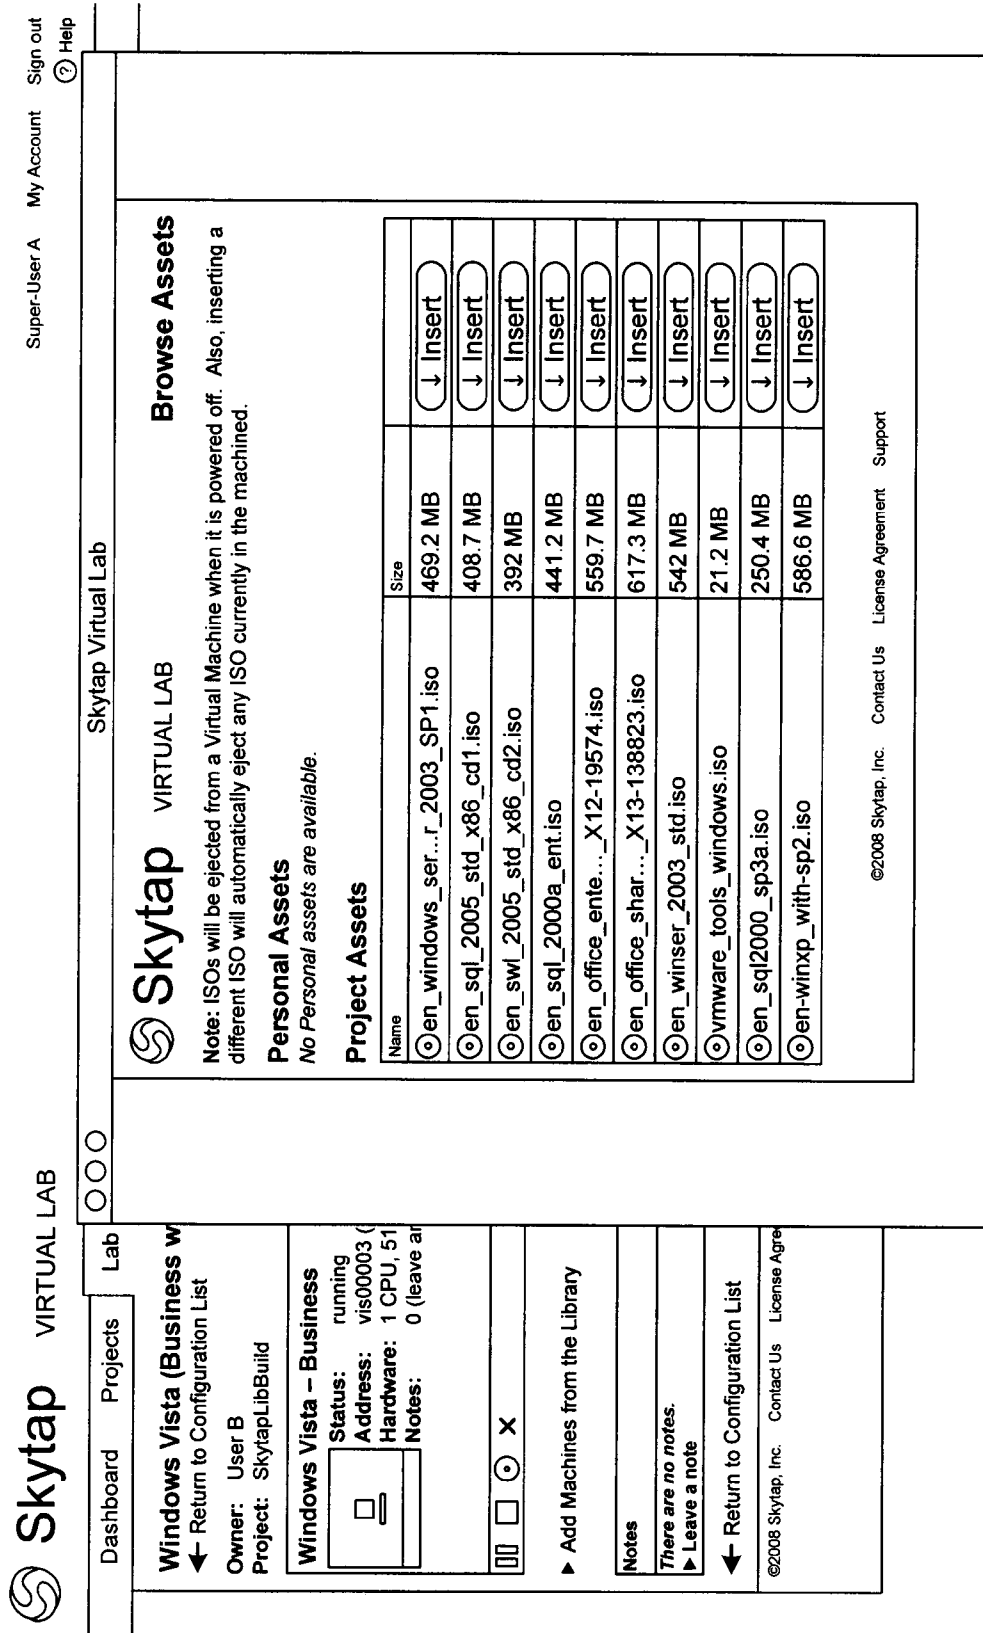 Skytap VIRTUAL LAB
Super-User A My Account Sign out
? Help
Dashboard Projects Lab
Windows Vista (Business w
← Return to Configuration List
Owner: User B
Project: SkytapLibBuild
Windows Vista – Business
Status: running
Address: vis00003 (
Hardware: 1 CPU, 51
Notes: 0 (leave ar
▶ Add Machines from the Library
Notes
There are no notes.
▶ Leave a note
← Return to Configuration List
©2008 Skytap, Inc. Contact Us License Agree
Skytap Virtual Lab
Skytap VIRTUAL LAB Browse Assets
Note: ISOs will be ejected from a Virtual Machine when it is powered off. Also, inserting a
different ISO will automatically eject any ISO currently in the machined.
Personal Assets
No Personal assets are available.
Project Assets
Name Size
en_windows_ser...r_2003_SP1.iso 469.2 MB ↓ Insert
en_sql_2005_std_x86_cd1.iso 408.7 MB ↓ Insert
en_swl_2005_std_x86_cd2.iso 392 MB ↓ Insert
en_sql_2000a_ent.iso 441.2 MB ↓ Insert
en_office_ente..._X12-19574.iso 559.7 MB ↓ Insert
en_office_shar..._X13-138823.iso 617.3 MB ↓ Insert
en_winser_2003_std.iso 542 MB ↓ Insert
vmware_tools_windows.iso 21.2 MB ↓ Insert
en_sql2000_sp3a.iso 250.4 MB ↓ Insert
en-winxp_with-sp2.iso 586.6 MB ↓ Insert
©2008 Skytap, Inc. Contact Us License Agreement Support